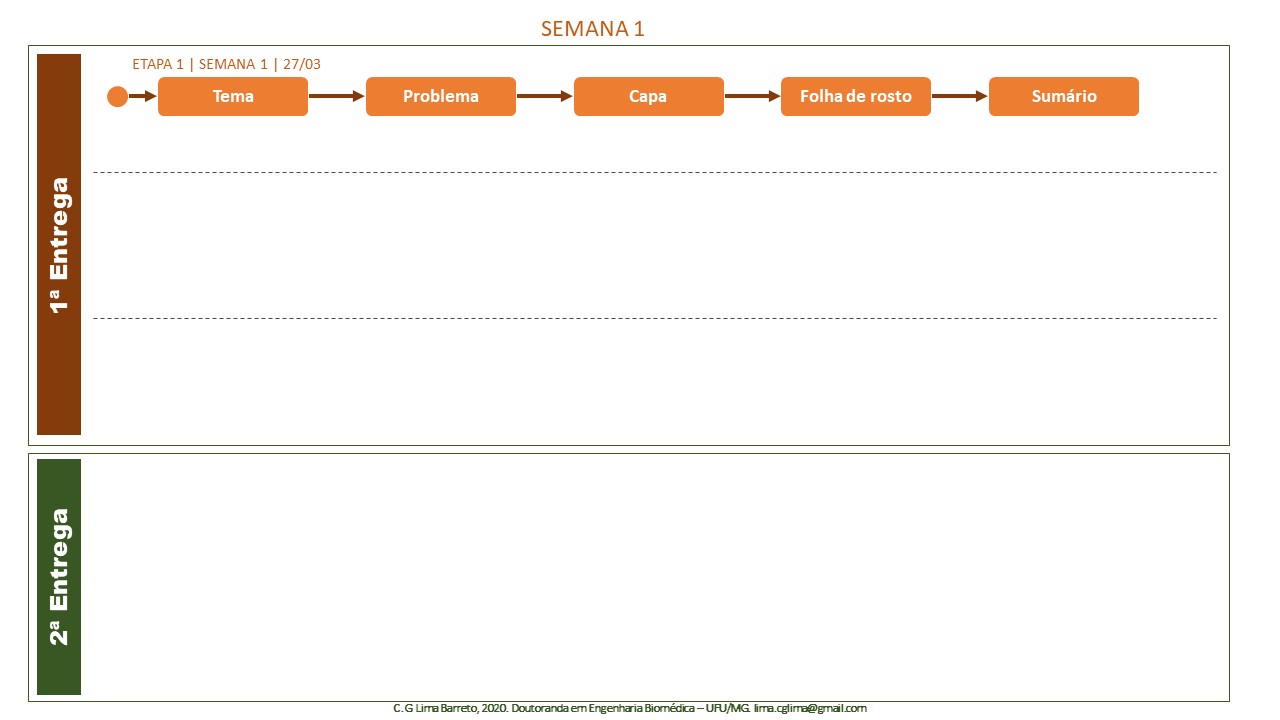 SEMANA 1
ETAPA 1 | SEMANA 1 | 27/03
Tema
Problema
Capa
Folha de rosto
Sumário
1ª Entrega
2ª Entrega
C. G Lima Barreto, 2020. Doutoranda em Engenharia Biomédica – UFU/MG. lima.cglima@gmail.com